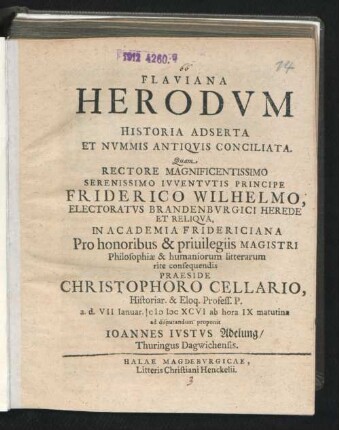 1912 4260.
14
FLAVIANA
HERODVM
HISTORIA ADSERTA
ET NVMMIS ANTIQVIS CONCILIATA.
Quam
RECTORE MAGNIFICENTISSIMO
SERENISSIMO IVVENTVTIS PRINCIPE
FRIDERICO WILHELMO,
ELECTORATVS BRANDENBVRGICI HEREDE
ET RELIQVA,
IN ACADEMIA FRIDERICIANA
Pro honoribus & priuilegiis MAGISTRI
Philosophiæ & humaniorum litterarum
rite consequendis
PRAESIDE
CHRISTOPHORO CELLARIO,
Historiar. & Eloq. Profess. P.
a. d. VII Ianuar. |c|ɔ Iɔc XCVI ab hora IX matutina
ad disputandum proponit
IOANNES IVSTVS Adelung/
Thuringus Dagwichensis.
HALAE MAGDEBVRGICAE,
Litteris Christiani Henckelii.
3